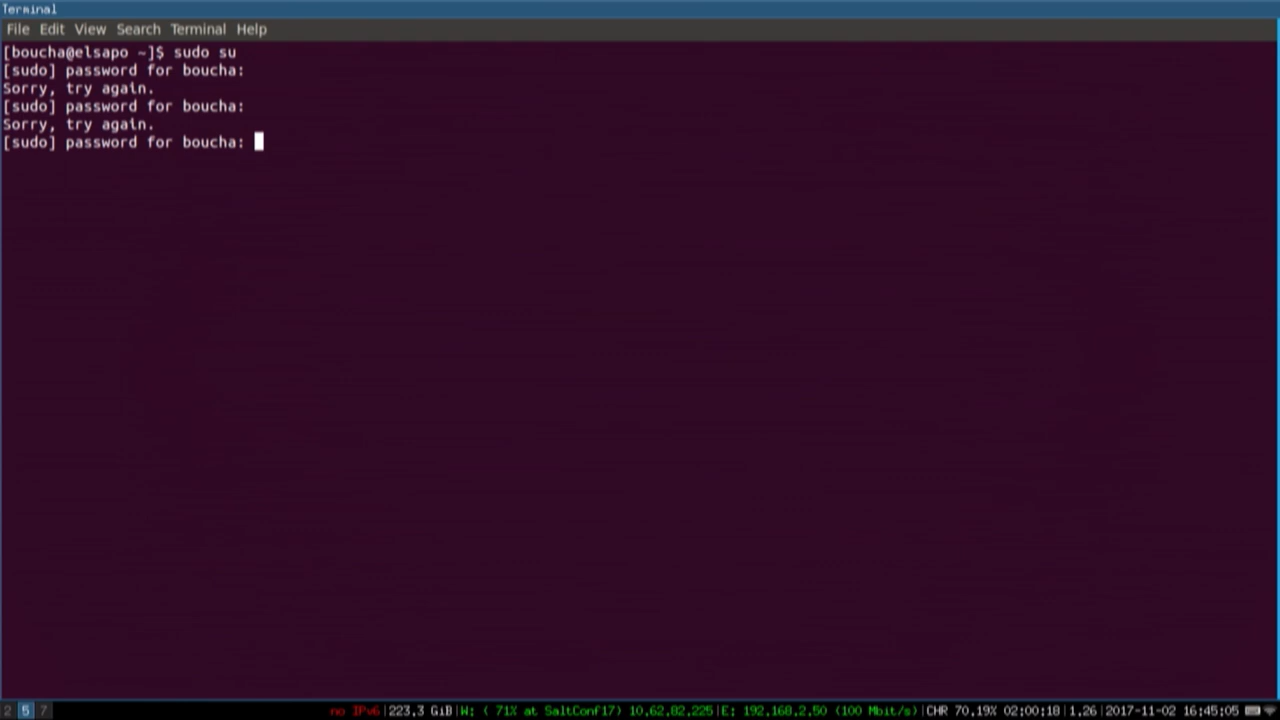 Terminal
File Edit View Search Terminal Help
[boucha@elsapo ~]$ sudo su
[sudo] password for boucha:
Sorry, try again.
[sudo] password for boucha:
Sorry, try again.
[sudo] password for boucha:
2 5 7 no IPv6|223.3 GiB|W: ( 71% at SaltConf17) 10.62.82.225|E: 192.168.2.50 (100 Mbit/s)|CHR 70.19% 02:00:18|1.26|2017-11-02 16:45:05